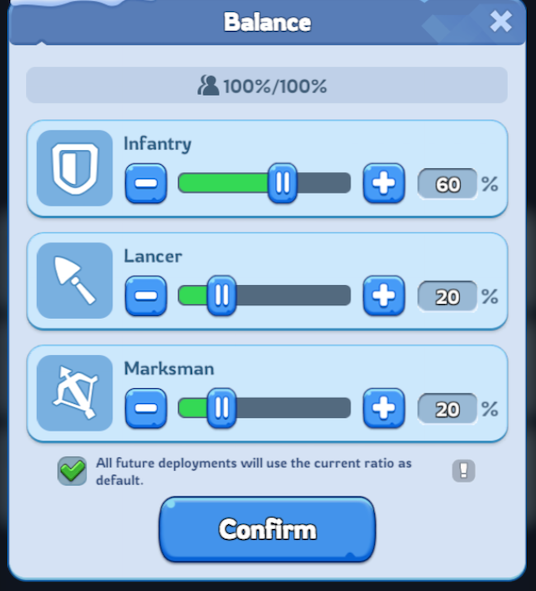 Balance
100%/100%
Infantry
60 %
Lancer
20 %
Marksman
20 %
All future deployments will use the current ratio as
default.
Confirm